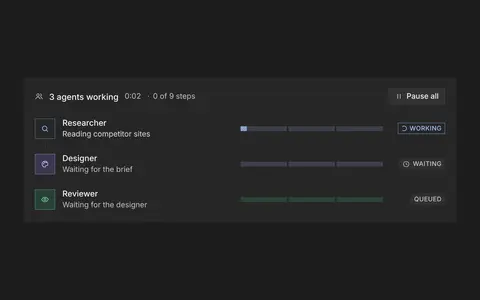 3 agents working 0:02 · 0 of 9 steps Pause all
Researcher
Reading competitor sites
WORKING
Designer
Waiting for the brief
WAITING
Reviewer
Waiting for the designer
QUEUED